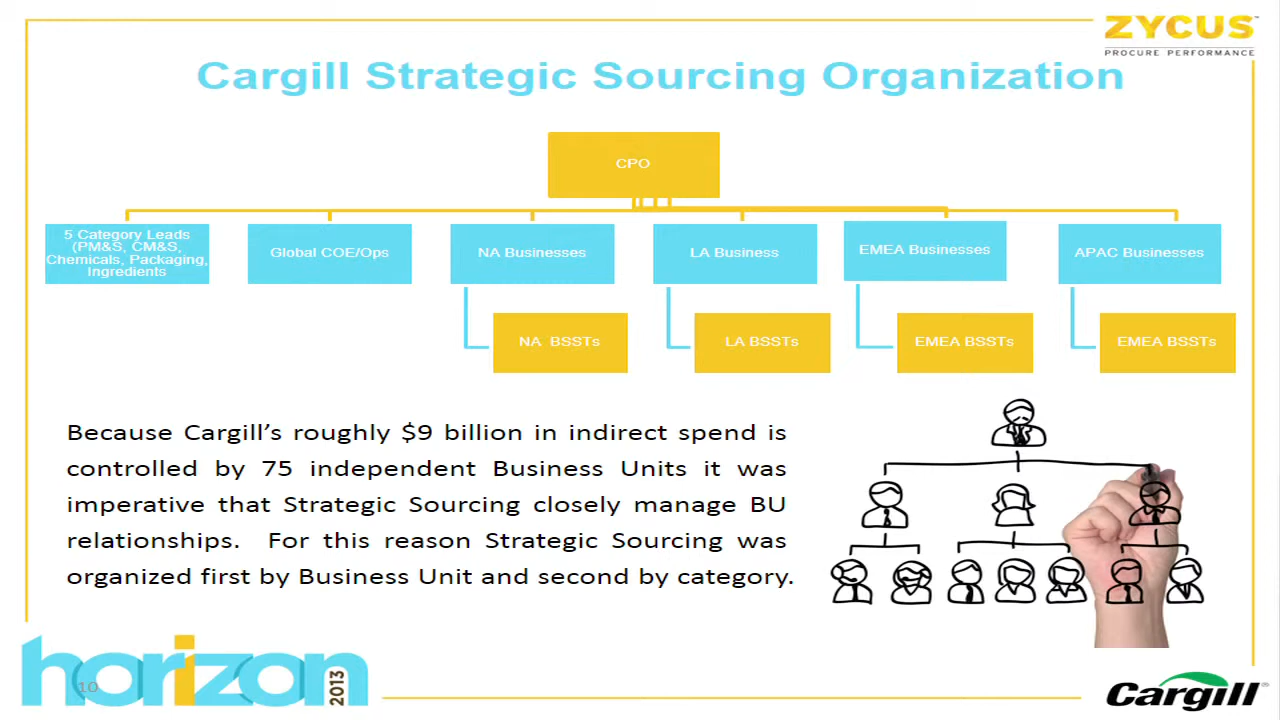 ZYCUS
PROCURE PERFORMANCE
Cargill Strategic Sourcing Organization
CPO
5 Category Leads
(PM&S, CM&S,
Chemicals, Packaging,
Ingredients
Global COE/Ops
NA Businesses
LA Business
EMEA Businesses
APAC Businesses
NA BSSTs
LA BSSTs
EMEA BSSTs
EMEA BSSTs
Because Cargill’s roughly $9 billion in indirect spend is
controlled by 75 independent Business Units it was
imperative that Strategic Sourcing closely manage BU
relationships. For this reason Strategic Sourcing was
organized first by Business Unit and second by category.
horizon
2013
10
Cargill®